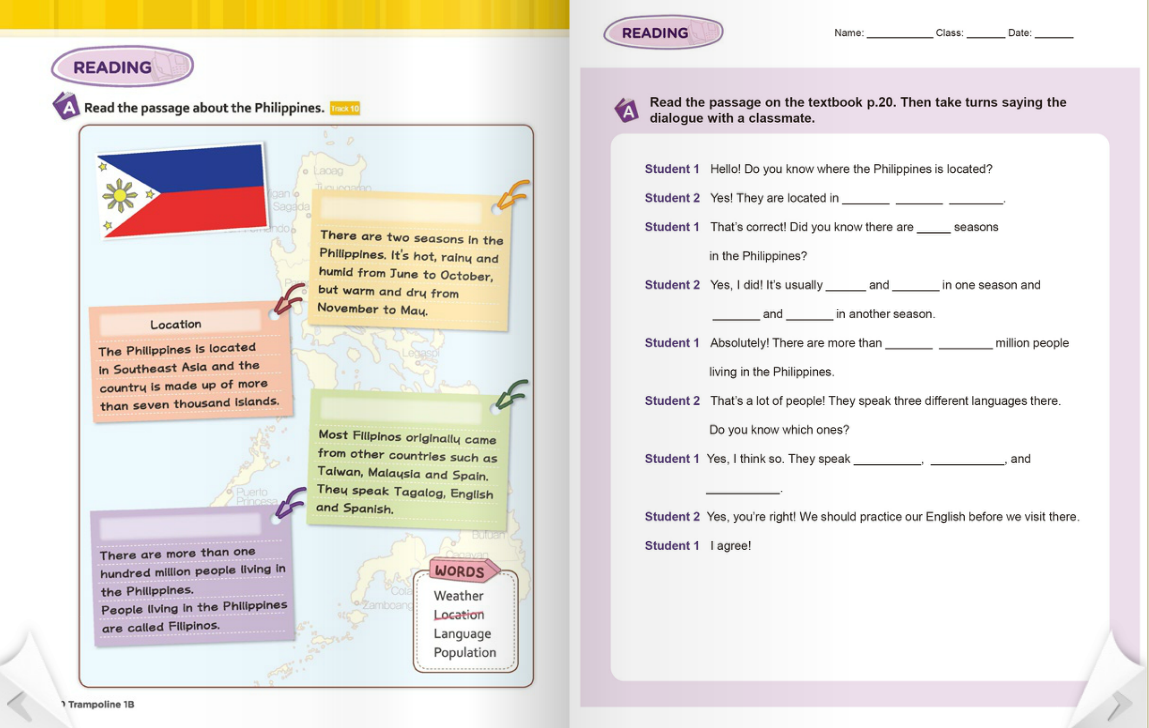 READING
A Read the passage about the Philippines. Track 10
Laoag
Tuguegarao
Sagada
There are two seasons in the
Philippines. It's hot, rainy and
humid from June to October,
but warm and dry from
November to May.
Location
The Philippines is located
in Southeast Asia and the
country is made up of more
than seven thousand islands.
Legaspi
Most Filipinos originally came
from other countries such as
Taiwan, Malaysia and Spain.
They speak Tagalog, English
and Spanish.
Puerto
Princesa
There are more than one
hundred million people living in
the Philippines.
People living in the Philippines
are called Filipinos.
Butuan
Cagayan
Zamboang
WORDS
Weather
Location
Language
Population
Trampoline 1B
READING
Name: ____________ Class: _______ Date: _______
A Read the passage on the textbook p.20. Then take turns saying the
dialogue with a classmate.
Student 1 Hello! Do you know where the Philippines is located?
Student 2 Yes! They are located in _______ _______ ________.
Student 1 That's correct! Did you know there are _____ seasons
in the Philippines?
Student 2 Yes, I did! It's usually ______ and _______ in one season and
_______ and _______ in another season.
Student 1 Absolutely! There are more than _______ ________ million people
living in the Philippines.
Student 2 That's a lot of people! They speak three different languages there.
Do you know which ones?
Student 1 Yes, I think so. They speak __________, ___________, and
___________.
Student 2 Yes, you're right! We should practice our English before we visit there.
Student 1 I agree!